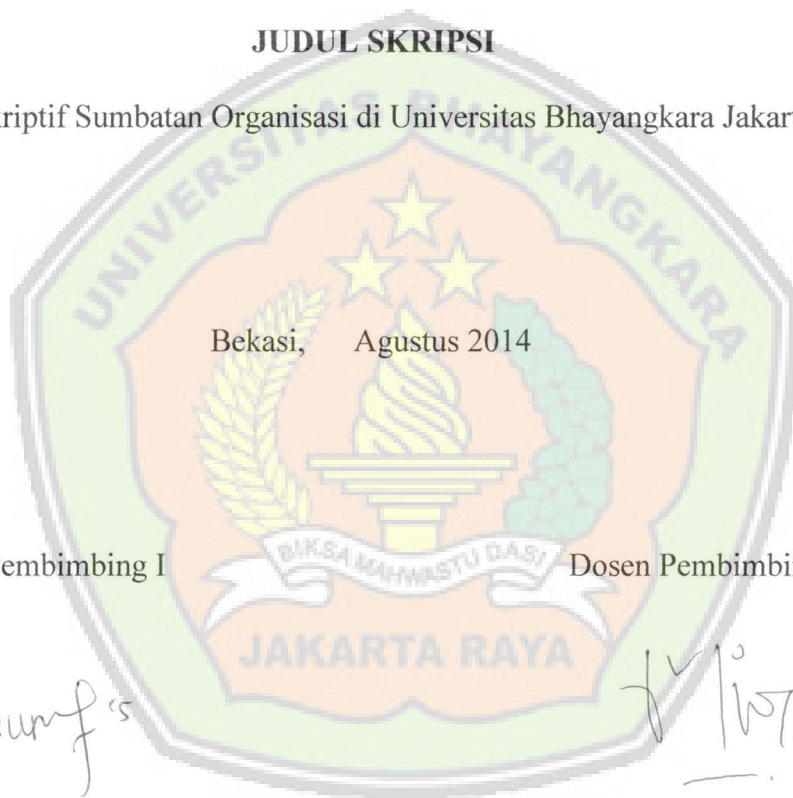 JUDUL SKRIPSI
kriptif Sumbatan Organisasi di Universitas Bhayangkara Jakar
UNIVERSITAS BHAYANGKARA
Bekasi, Agustus 2014
embimbing I
Dosen Pembimbi
BIKSA MAHWASTU DASI
JAKARTA RAYA